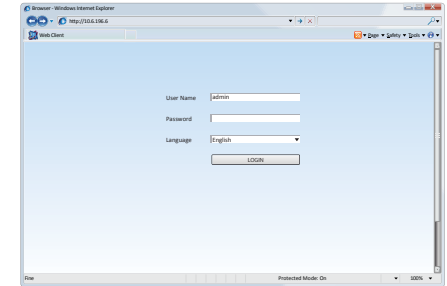 Browser - Windows Internet Explorer
http://10.6.196.6
Web Client
Page Safety Tools
User Name admin
Password
Language English
LOGIN
Fine Protected Mode: On 100%